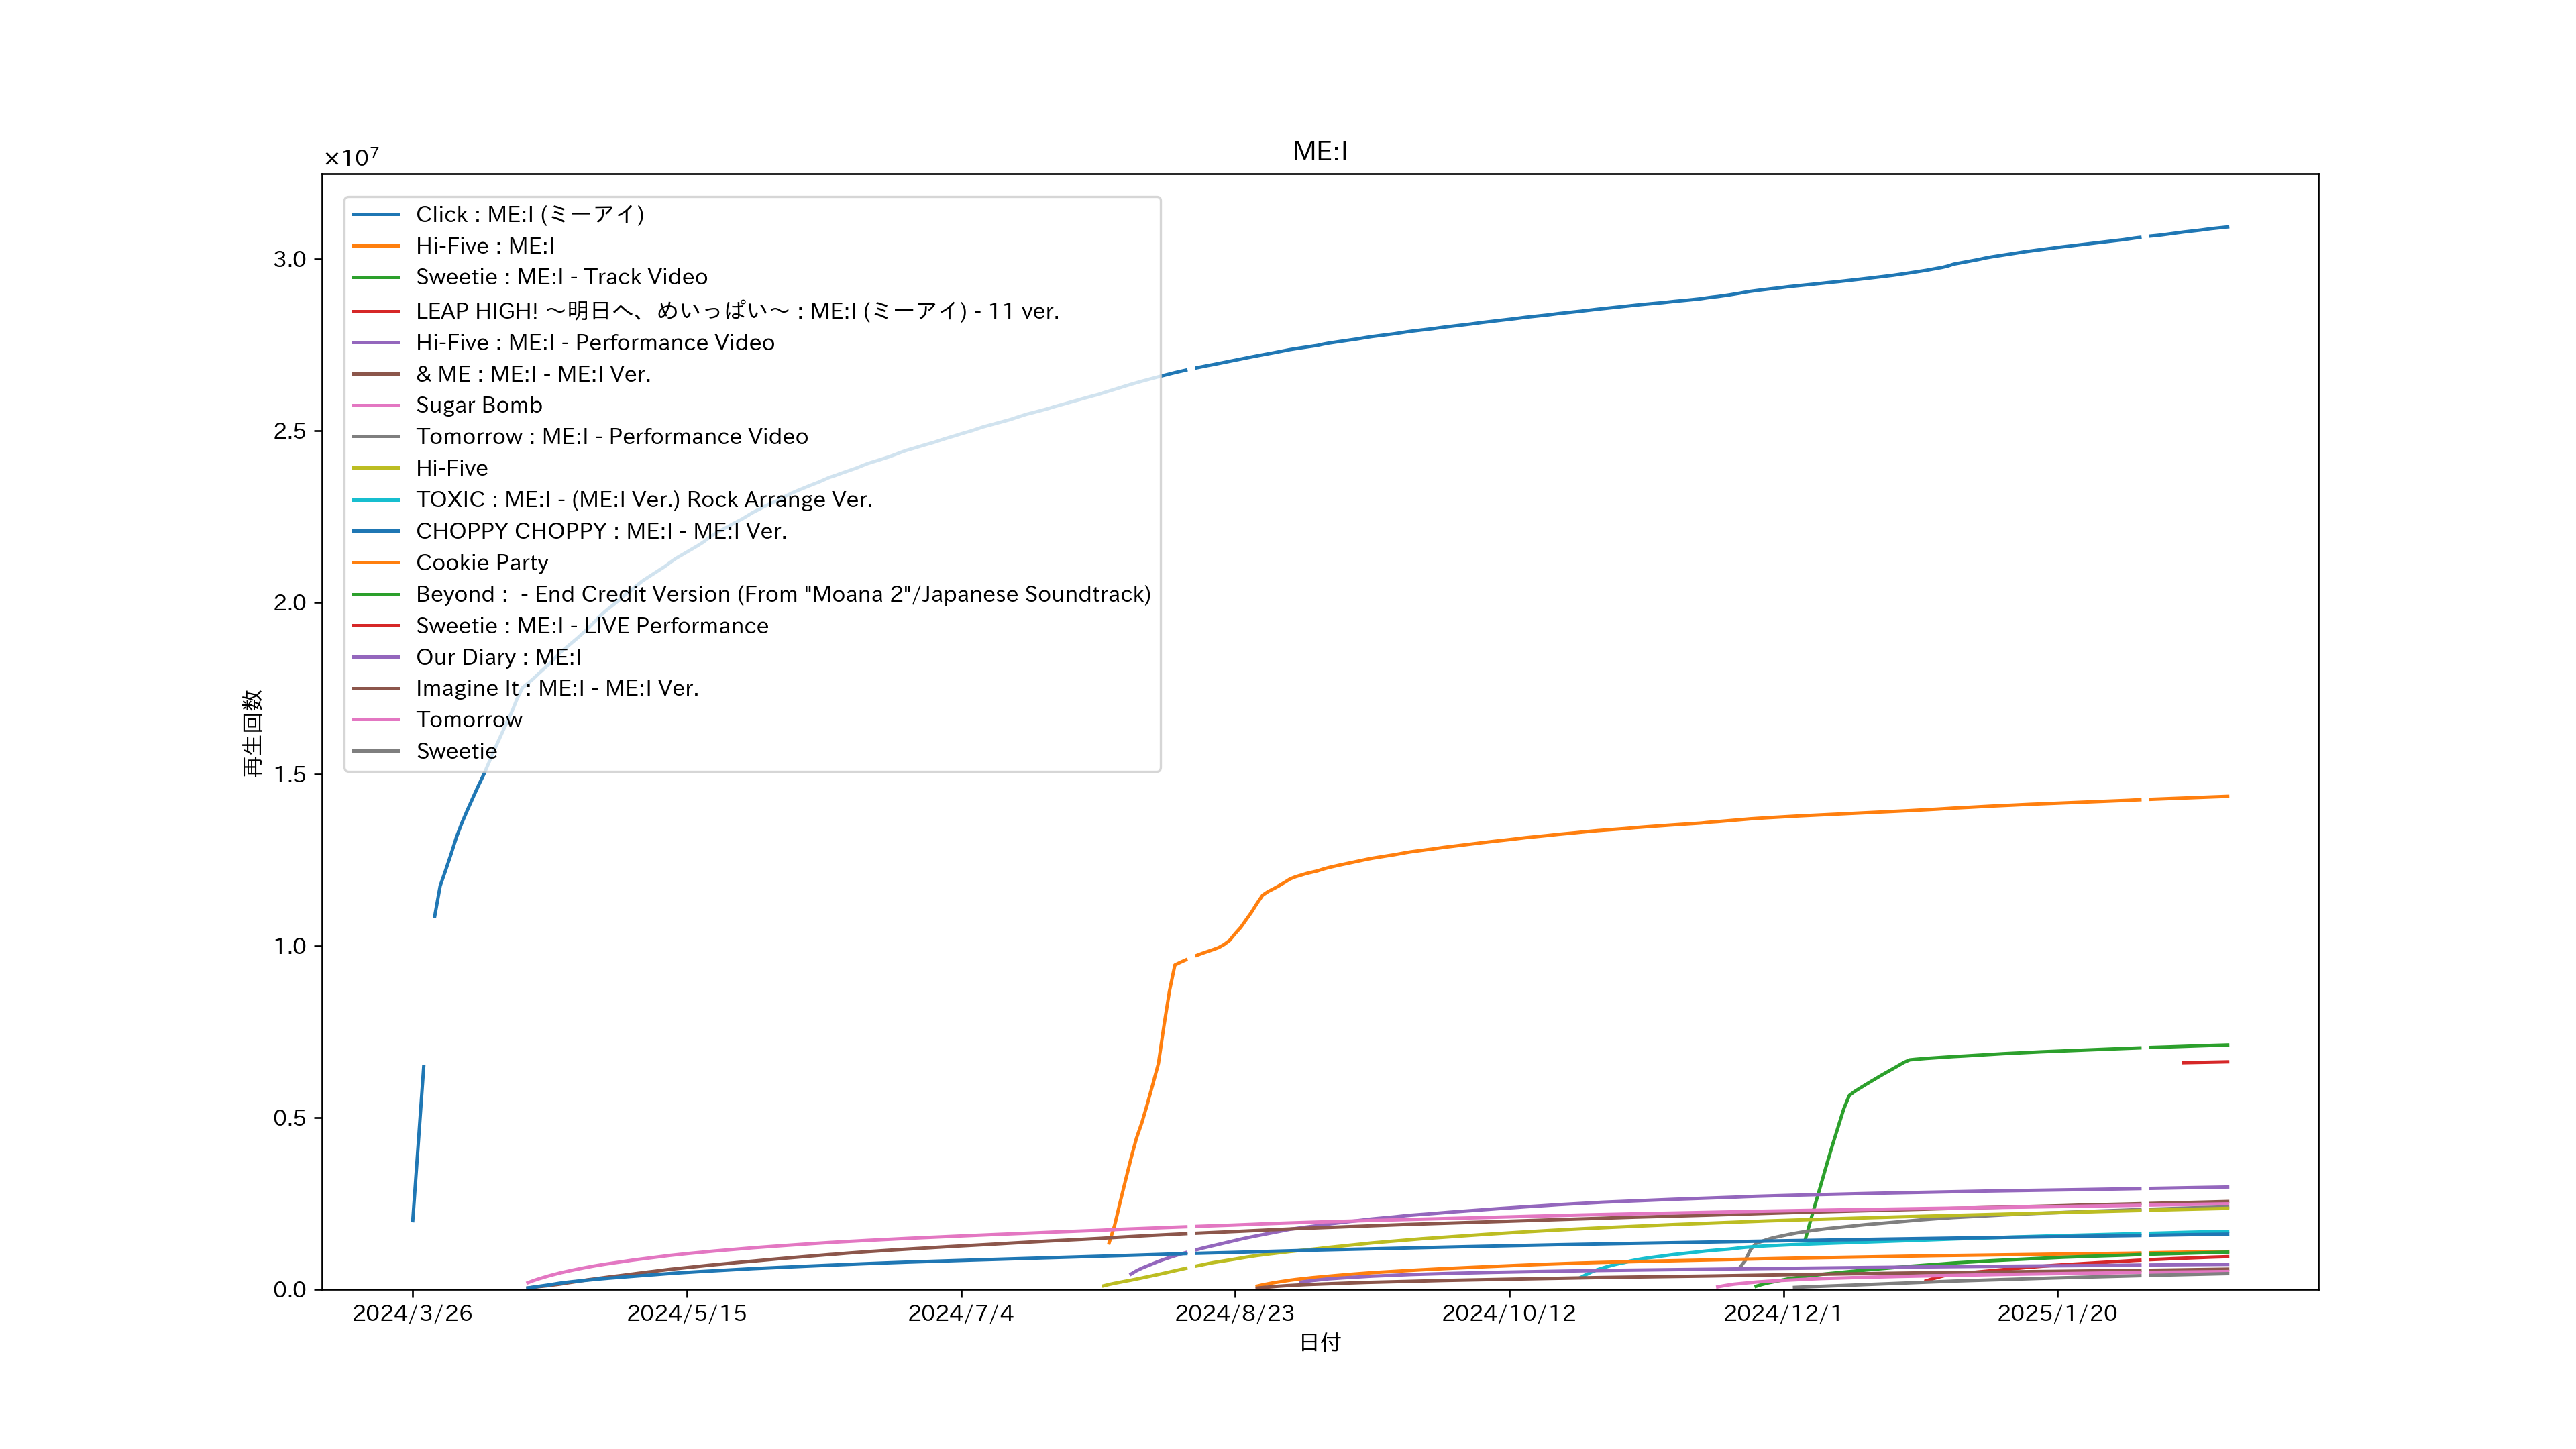 ME:I
×10⁷
Click : ME:I (ミーアイ)
Hi-Five : ME:I
Sweetie : ME:I - Track Video
LEAP HIGH! ～明日へ、めいっぱい～ : ME:I (ミーアイ) - 11 ver.
Hi-Five : ME:I - Performance Video
& ME : ME:I - ME:I Ver.
Sugar Bomb
Tomorrow : ME:I - Performance Video
Hi-Five
TOXIC : ME:I - (ME:I Ver.) Rock Arrange Ver.
CHOPPY CHOPPY : ME:I - ME:I Ver.
Cookie Party
Beyond :  - End Credit Version (From "Moana 2"/Japanese Soundtrack)
Sweetie : ME:I - LIVE Performance
Our Diary : ME:I
Imagine It : ME:I - ME:I Ver.
Tomorrow
Sweetie
3.0
2.5
2.0
1.5
1.0
0.5
0.0
再生回数
2024/3/26 2024/5/15 2024/7/4 2024/8/23 2024/10/12 2024/12/1 2025/1/20
日付